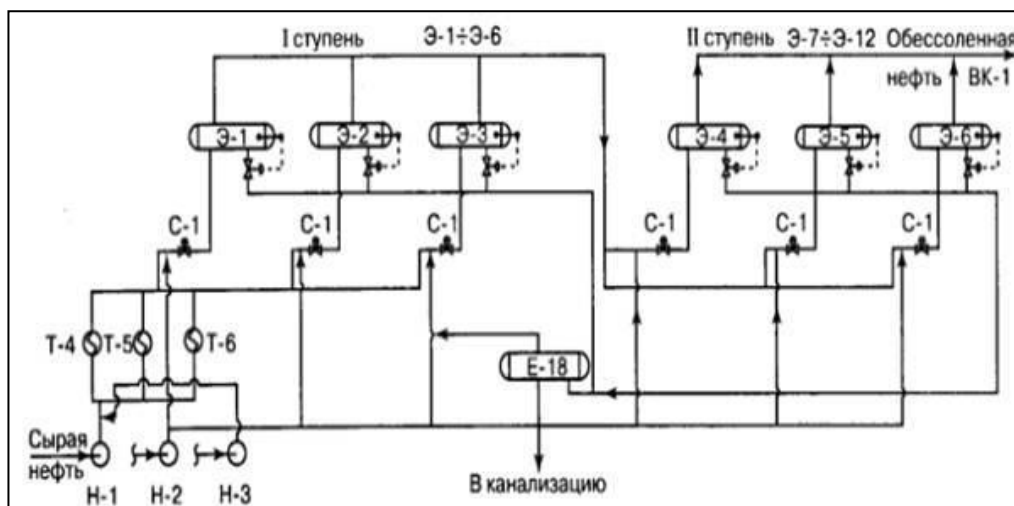 I ступень Э-1÷Э-6 II ступень Э-7÷Э-12 Обессоленная
нефть ВК-1
Э-1 Э-2 Э-3 Э-4 Э-5 Э-6
С-1 С-1 С-1 С-1 С-1 С-1
Т-4 Т-5 Т-6
Е-18
Сырая
нефть
В канализацию
Н-1 Н-2 Н-3